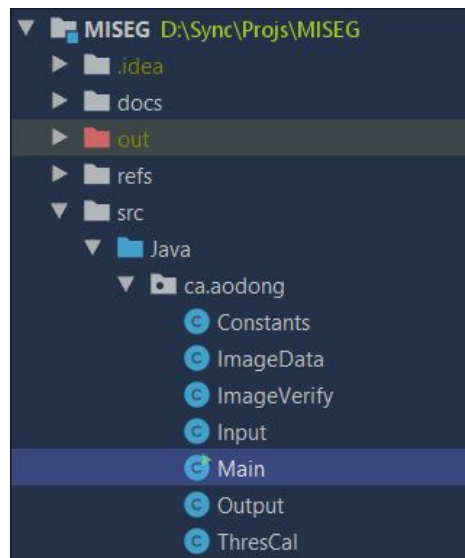 MISEG D:\Sync\Projs\MISEG
.idea
docs
out
refs
src
Java
ca.aodong
C Constants
C ImageData
C ImageVerify
C Input
C Main
C Output
C ThresCal